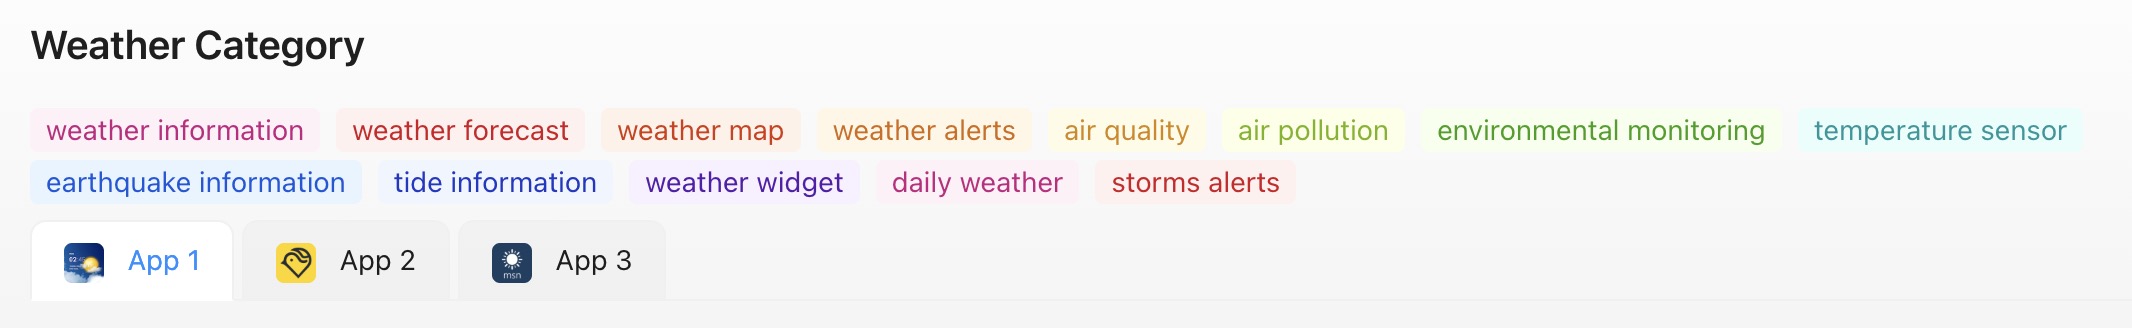 Weather Category
weather information weather forecast weather map weather alerts air quality air pollution environmental monitoring temperature sensor
earthquake information tide information weather widget daily weather storms alerts
App 1 App 2 msn App 3